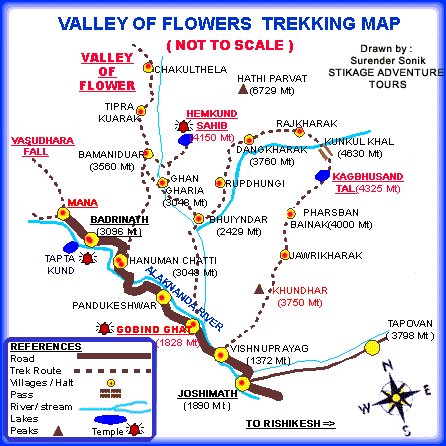 VALLEY OF FLOWERS TREKKING MAP
( NOT TO SCALE )
Drawn by :
Surender Sonik
STIKAGE ADVENTURE
TOURS
VALLEY
OF
FLOWER
CHAKULTHELA
HATHI PARVAT
(6729 Mt)
TIPRA
KUARAK
HEMKUND
SAHIB
(4150 Mt)
RAJKHARAK
VASUDHARA
FALL
BAMANIDUAR
(3560 Mt)
DANGKHARAK
(3760 Mt)
KUNKUL KHAL
(4630 Mt)
GHAN
GHARIA
(3048 Mt)
RUPDHUNGI
KAGBHUSAND
TAL(4325 Mt)
MANA
BADRINATH
(3096 Mt)
BHUIYNDAR
(2429 Mt)
PHARSBAN
BAINAK(4000 Mt)
TAPTA
KUND
HANUMAN CHATTI
(3048 Mt)
UAWRIKHARAK
ALAKNANDA RIVER
PANDUKESHWAR
KHUNDHAR
(3750 Mt)
GOBIND GHAT
(1828 Mt)
TAPOVAN
(3798 Mt)
VISHNUPRAYAG
(1372 Mt)
JOSHIMATH
(1890 Mt)
TO RISHIKESH =>
N
E
S
W
REFERENCES
Road
Trek Route
Villages / Halt
Pass
River/ stream
Lakes
Peaks
Temple